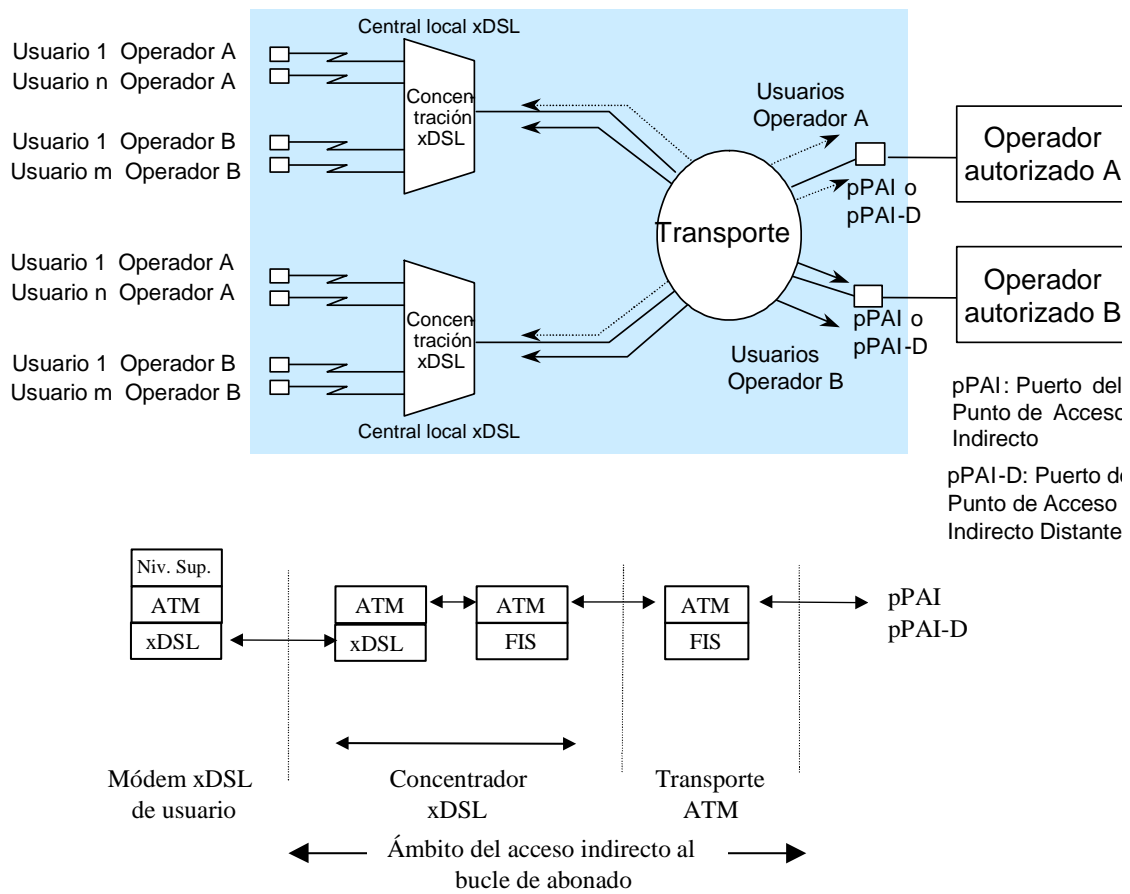 Central local xDSL
Usuario 1 Operador A
Usuario n Operador A
Usuario 1 Operador B
Usuario m Operador B
Concen-
tración
xDSL
Usuario 1 Operador A
Usuario n Operador A
Usuario 1 Operador B
Usuario m Operador B
Concen-
tración
xDSL
Central local xDSL
Transporte
Usuarios
Operador A
pPAI o
pPAI-D
Operador
autorizado A
pPAI o
pPAI-D
Operador
autorizado B
Usuarios
Operador B
pPAI: Puerto del
Punto de Acceso
Indirecto
pPAI-D: Puerto de
Punto de Acceso
Indirecto Distante
Niv. Sup.
ATM
xDSL
ATM
xDSL
ATM
FIS
ATM
FIS
pPAI
pPAI-D
Módem xDSL
de usuario
Concentrador
xDSL
Transporte
ATM
Ámbito del acceso indirecto al
bucle de abonado